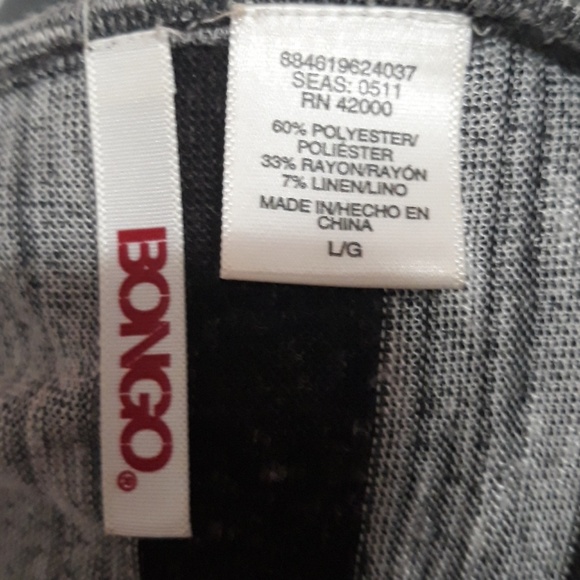 BONGO®
884619624037
SEAS: 0511
RN 42000
60% POLYESTER/
POLIÉSTER
33% RAYON/RAYÓN
7% LINEN/LINO
MADE IN/HECHO EN
CHINA
L/G